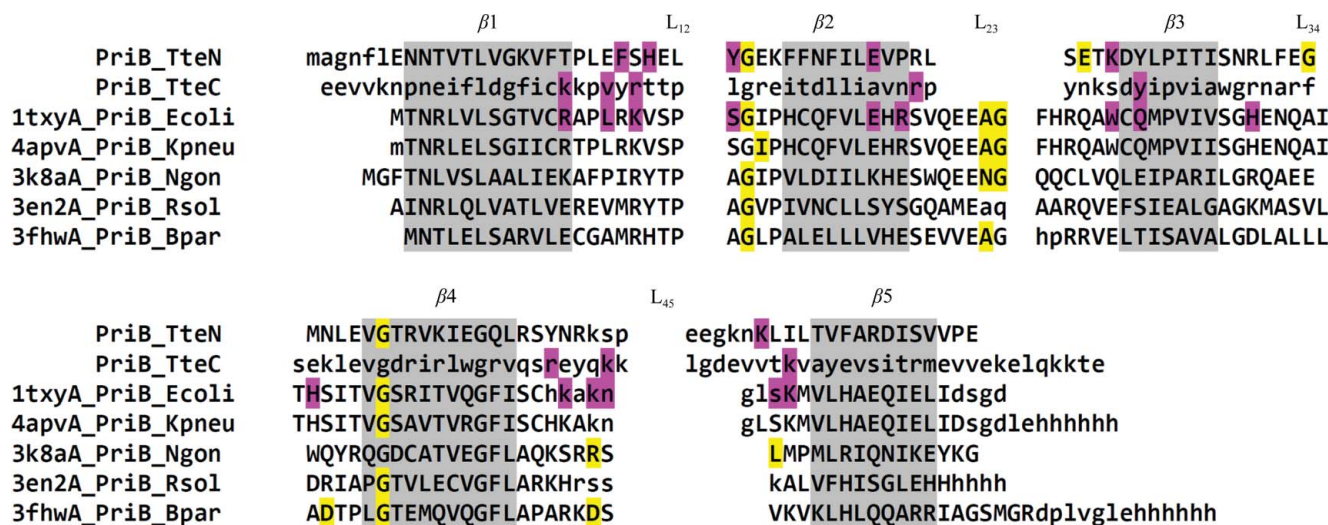 β1 L12 β2 L23 β3 L34
PriB_TteN magnflENNTVTLVGKVFTPLEFSHEL YGEKFFNFILEVPRL SETKDYLPITISNRLFEG
PriB_TteC eevvknpneifldgfickkpvyrttp lgreitdlliavnrp ynksdyipviawgrnarf
1txyA_PriB_Ecoli MTNRLVLSGTVCRAPLRKVSP SGIPHCQFVLEHRSVQEEAG FHRQAWCQMPVIVSGHENQAI
4apvA_PriB_Kpneu mTNRLELSGIICRTPLRKVSP SGIPHCQFVLEHRSVQEEAG FHRQAWCQMPVIISGHENQAI
3k8aA_PriB_Ngon MGFTNLVSLAALIEKAFPIRYTP AGIPVLDIILKHESWQEENG QQCLVQLEIPARILGRQAEE
3en2A_PriB_Rsol AINRLQLVATLVEREVMRYTP AGVPIVNCLLSYSGQAMEaq AARQVEFSIEALGAGKMASVL
3fhwA_PriB_Bpar MNTLELSARVLECGAMRHTP AGLPALELLLVHESEVVEAG hpRRVELTISAVALGDLALLL
β4 L45 β5
PriB_TteN MNLEVGTRVKIEGQLRSYNRksp eegknKLILTVFARDISVVPE
PriB_TteC seklevgdrirlwgrvqsreyqkk lgdevvtkvayevsitrmevvekelqkkte
1txyA_PriB_Ecoli THSITVGSRITVQGFISChkakn glsKMVLHAEQIELIdsgd
4apvA_PriB_Kpneu THSITVGSAVTVRGFISCHKAkn gLSKMVLHAEQIELIDsgdlehhhhhh
3k8aA_PriB_Ngon WQYRQGDCATVEGFLAQKSRRS LMPMLRIQNIKEYKG
3en2A_PriB_Rsol DRIAPGTVLECVGFLARKHrss kALVFHISGLEHHhhhh
3fhwA_PriB_Bpar ADTPLGTEMQVQGFLAPARKDS VKVKLHLQQARRIAGSMGRdplvglehhhhhh